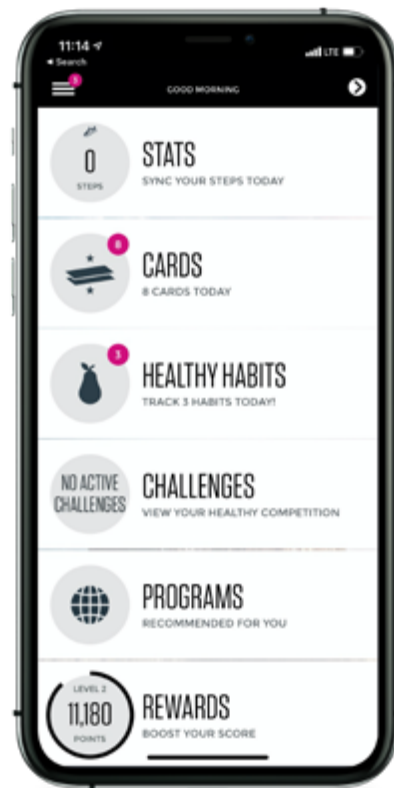 11:14
LTE
Search
5
GOOD MORNING
0
STEPS
STATS
SYNC YOUR STEPS TODAY
8
CARDS
8 CARDS TODAY
3
HEALTHY HABITS
TRACK 3 HABITS TODAY!
NO ACTIVE
CHALLENGES
CHALLENGES
VIEW YOUR HEALTHY COMPETITION
PROGRAMS
RECOMMENDED FOR YOU
LEVEL 2
11,180
POINTS
REWARDS
BOOST YOUR SCORE